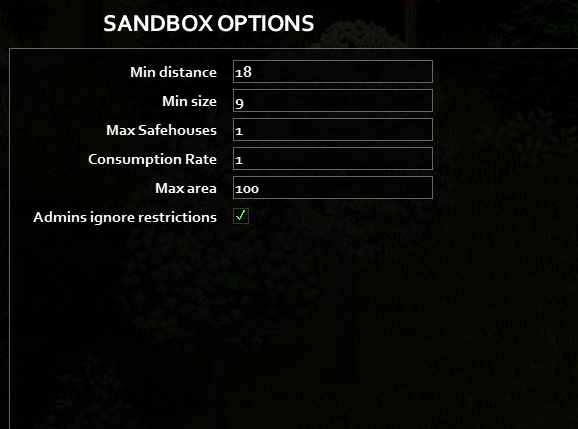 SANDBOX OPTIONS
Min distance 18
Min size 9
Max Safehouses 1
Consumption Rate 1
Max area 100
Admins ignore restrictions ✓